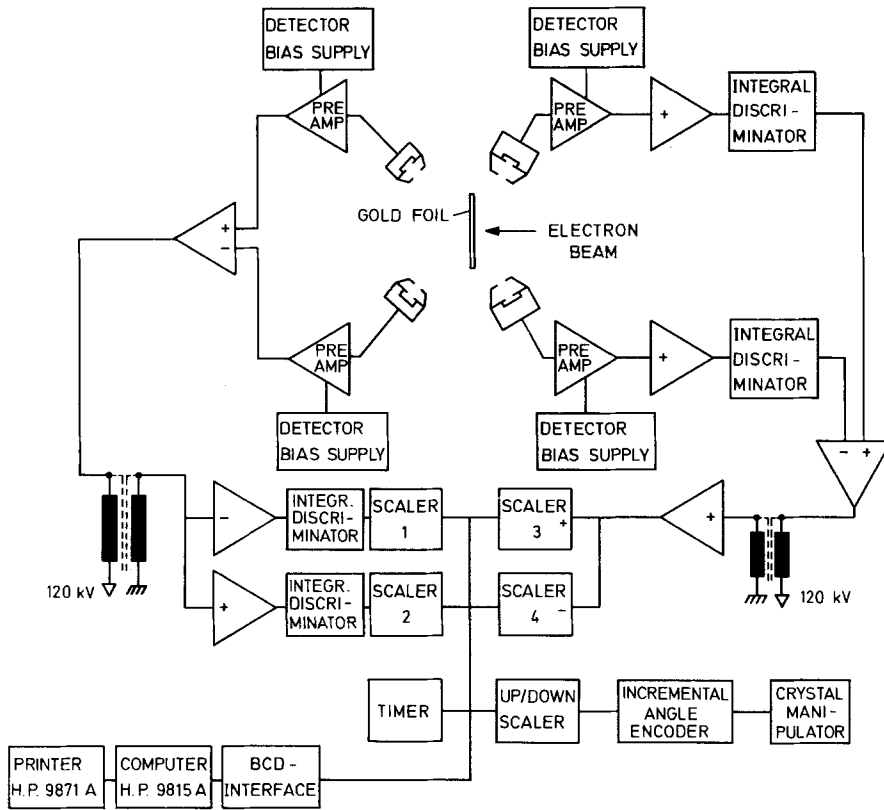 DETECTOR
BIAS SUPPLY
DETECTOR
BIAS SUPPLY
PRE
AMP
PRE
AMP
+
INTEGRAL
DISCRI-
MINATOR
GOLD FOIL
ELECTRON
BEAM
+
−
PRE
AMP
PRE
AMP
+
INTEGRAL
DISCRI-
MINATOR
DETECTOR
BIAS SUPPLY
DETECTOR
BIAS SUPPLY
− +
−
INTEGR.
DISCRI-
MINATOR
SCALER
1
SCALER
3 +
+
120 kV
+
INTEGR.
DISCRI-
MINATOR
SCALER
2
SCALER
4 −
120 kV
TIMER
UP/DOWN
SCALER
INCREMENTAL
ANGLE
ENCODER
CRYSTAL
MANI-
PULATOR
PRINTER
H.P. 9871 A
COMPUTER
H.P. 9815 A
BCD-
INTERFACE